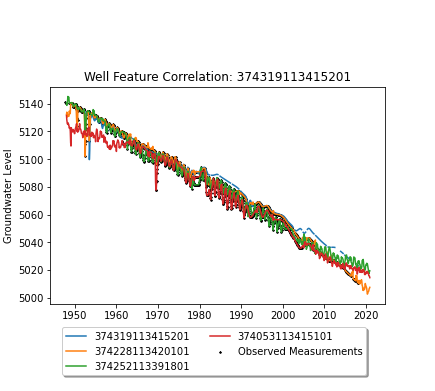 Well Feature Correlation: 374319113415201
5140
5120
5100
5080
5060
5040
5020
5000
Groundwater Level
1950 1960 1970 1980 1990 2000 2010 2020
374319113415201 374053113415101
374228113420101 Observed Measurements
374252113391801